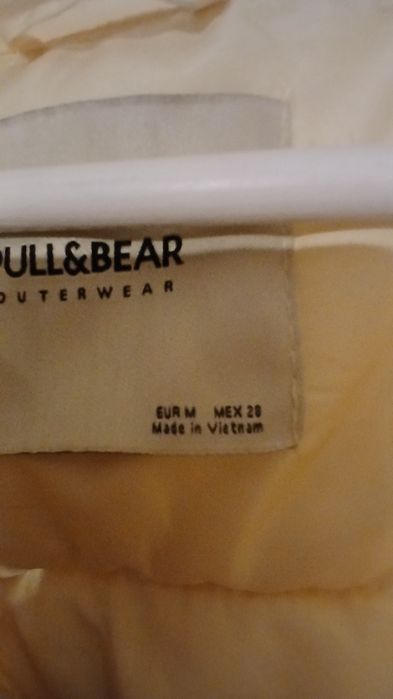 PULL&BEAR
OUTERWEAR
EUR M MEX 28
Made in Vietnam